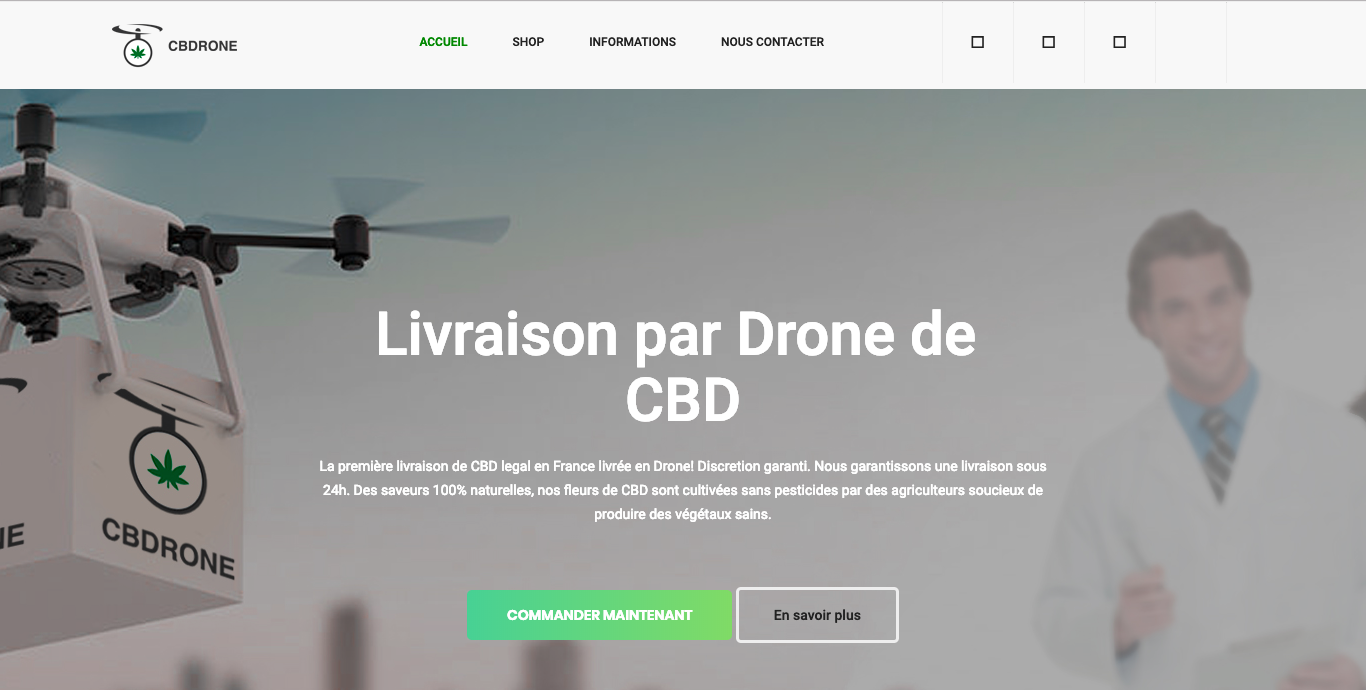 CBDRONE
ACCUEIL
SHOP
INFORMATIONS
NOUS CONTACTER
Livraison par Drone de
CBD
La première livraison de CBD legal en France livrée en Drone! Discretion garanti. Nous garantissons une livraison sous
24h. Des saveurs 100% naturelles, nos fleurs de CBD sont cultivées sans pesticides par des agriculteurs soucieux de
produire des végétaux sains.
NE
CBDRONE
COMMANDER MAINTENANT
En savoir plus